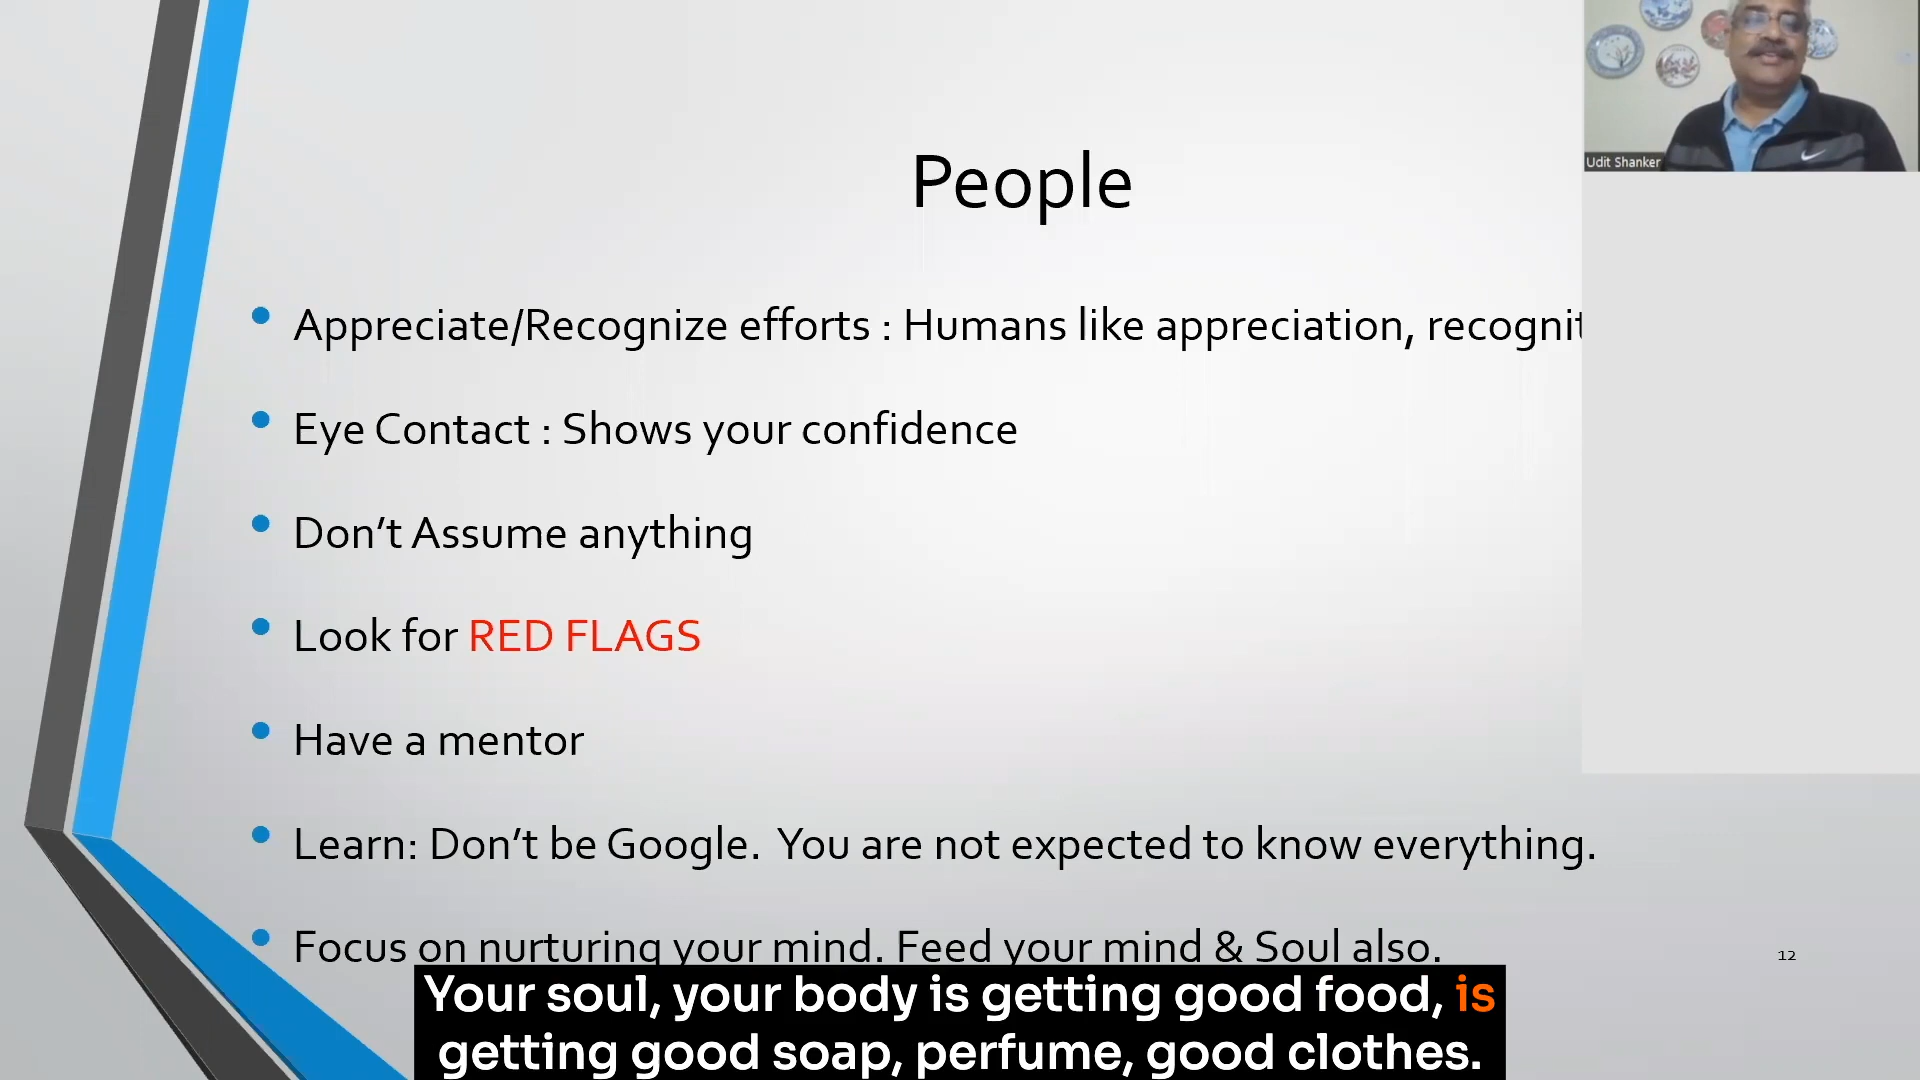 Udit Shanker
People
Appreciate/Recognize efforts : Humans like appreciation, recognit
Eye Contact : Shows your confidence
Don’t Assume anything
Look for RED FLAGS
Have a mentor
Learn: Don’t be Google. You are not expected to know everything.
Focus on nurturing your mind. Feed your mind & Soul also.
12
Your soul, your body is getting good food, is
getting good soap, perfume, good clothes.